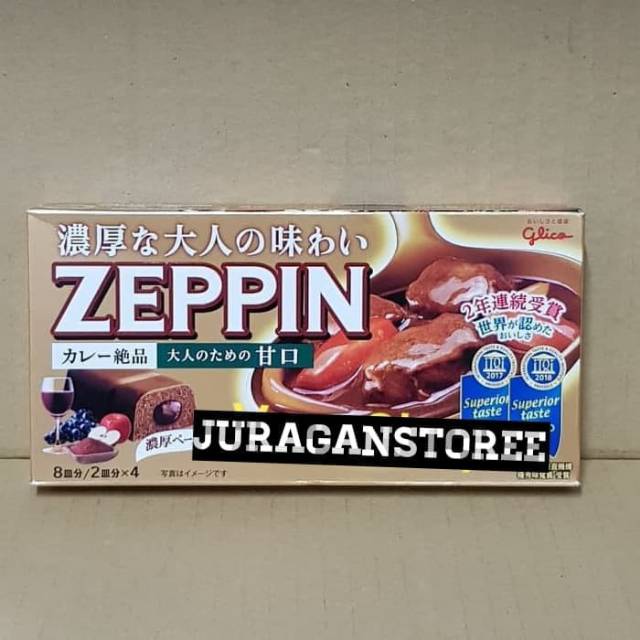 おいしさと健康
glico
濃厚な大人の味わい
ZEPPIN
カレー絶品
大人のための甘口
2年連続受賞
世界が認めた
おいしさ
iTQi
2017
iTQi
2018
Superior
taste
Superior
taste
濃厚ペー
JURAGANSTOREE
8皿分/2皿分×4
写真はイメージです